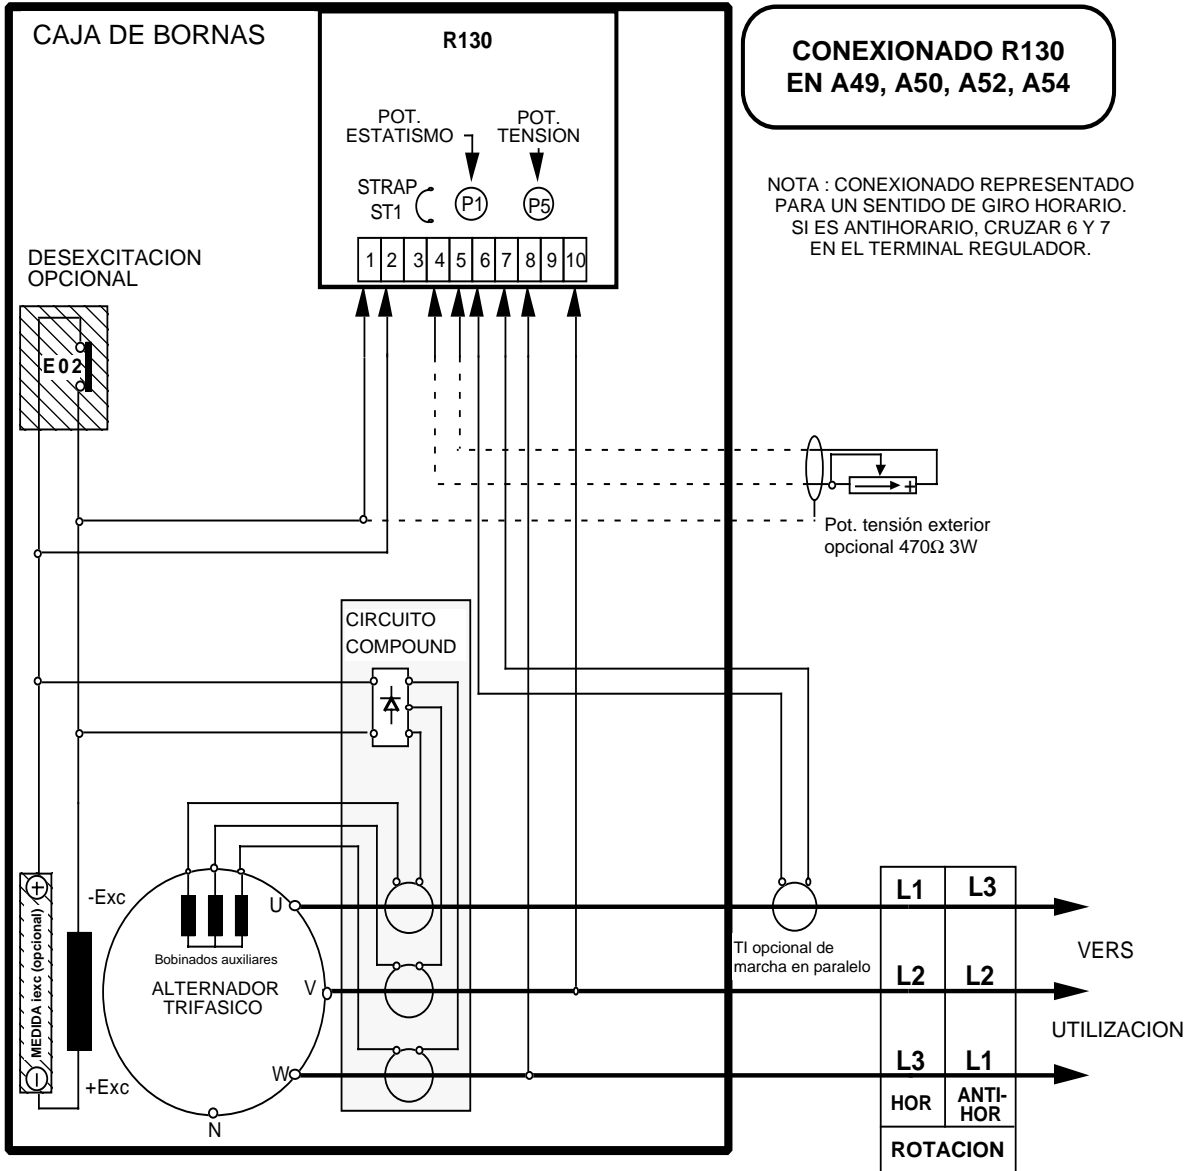 CAJA DE BORNAS
R130
CONEXIONADO R130
EN A49, A50, A52, A54
POT.
ESTATISMO
POT.
TENSION
STRAP
ST1
P1
P5
NOTA : CONEXIONADO REPRESENTADO
PARA UN SENTIDO DE GIRO HORARIO.
SI ES ANTIHORARIO, CRUZAR 6 Y 7
EN EL TERMINAL REGULADOR.
1 2 3 4 5 6 7 8 9 10
DESEXCITACION
OPCIONAL
E02
+
Pot. tensión exterior
opcional 470Ω 3W
CIRCUITO
COMPOUND
+
-Exc
MEDIDA iexc (opcional)
−
+Exc
Bobinados auxiliares
ALTERNADOR
TRIFASICO
U
V
W
N
TI opcional de
marcha en paralelo
L1 L3
L2 L2
L3 L1
HOR ANTI-
HOR
ROTACION
VERS
UTILIZACION